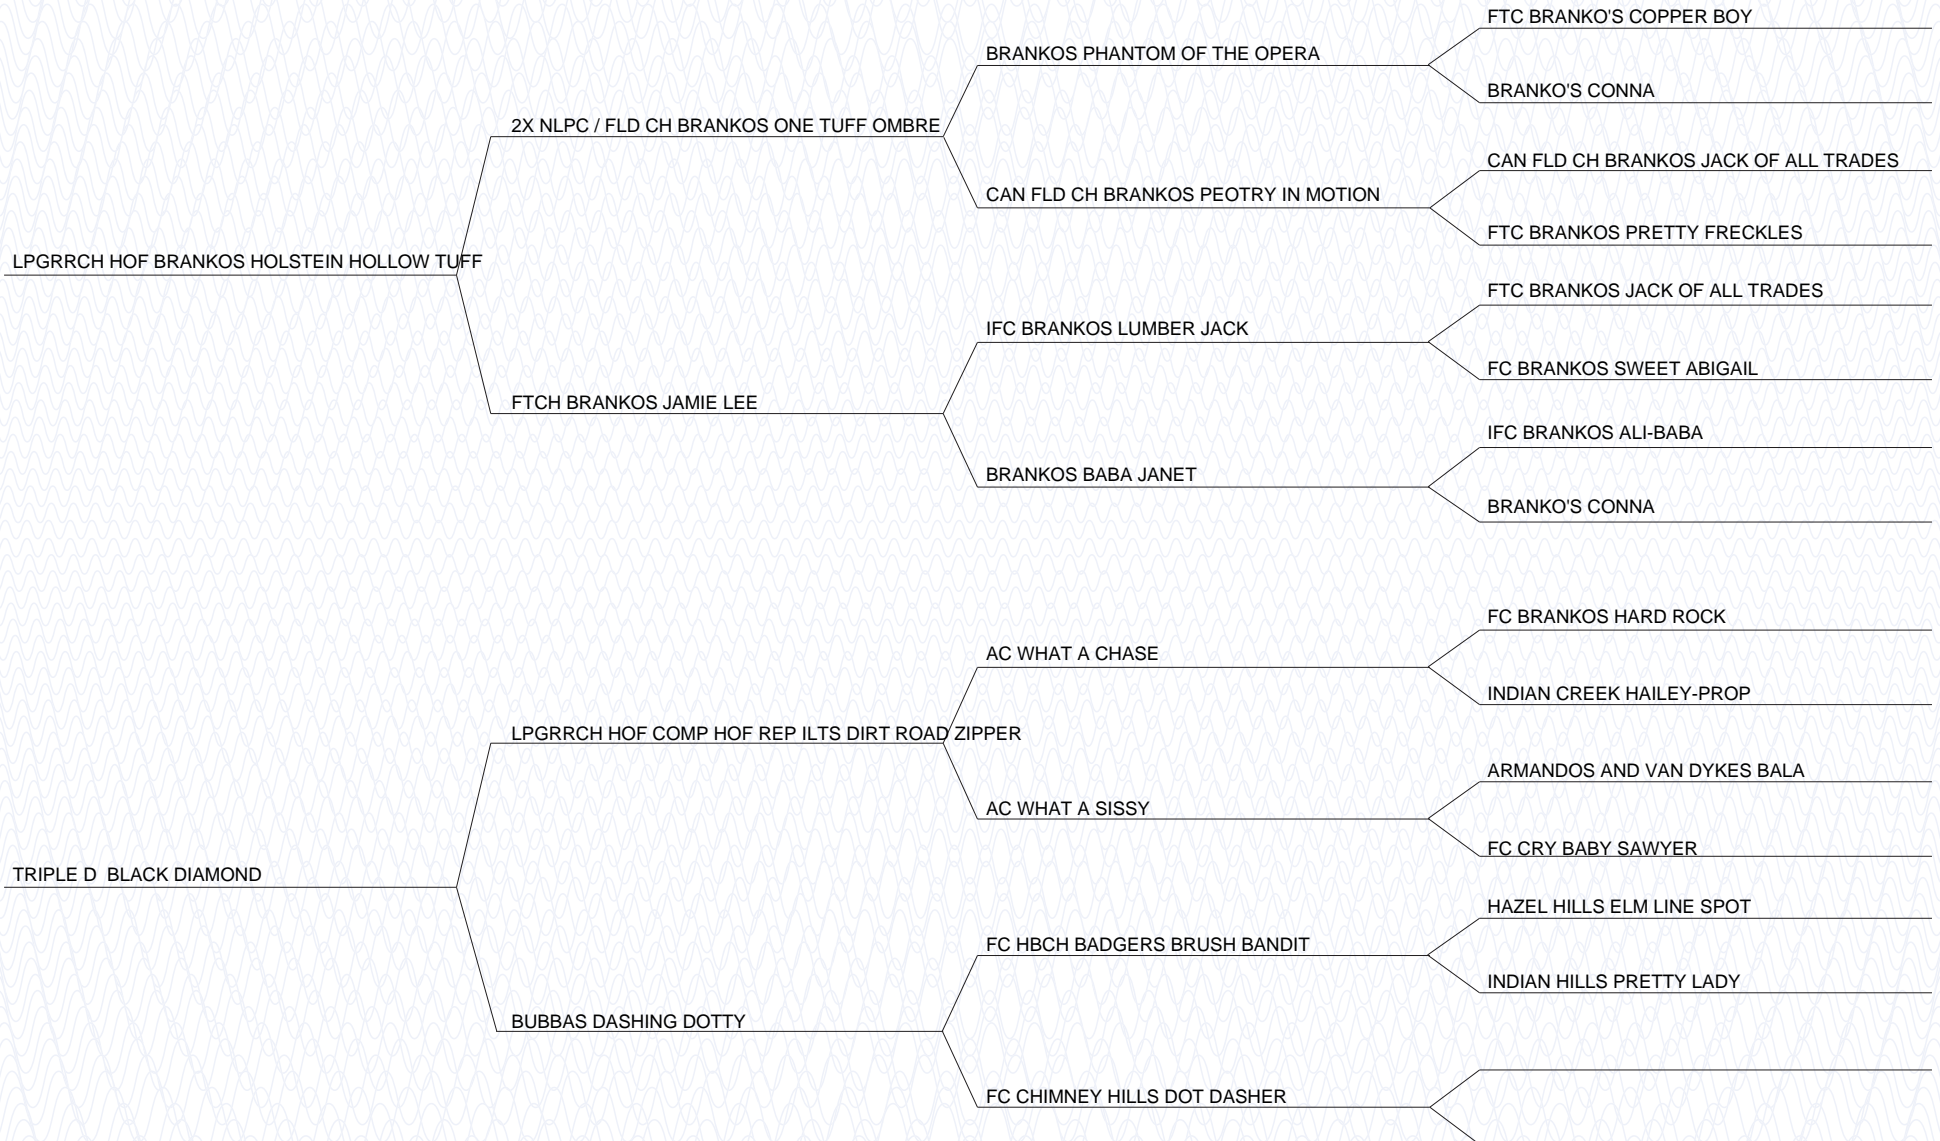 FTC BRANKO'S COPPER BOY
BRANKOS PHANTOM OF THE OPERA
BRANKO'S CONNA
2X NLPC / FLD CH BRANKOS ONE TUFF OMBRE
CAN FLD CH BRANKOS JACK OF ALL TRADES
CAN FLD CH BRANKOS PEOTRY IN MOTION
FTC BRANKOS PRETTY FRECKLES
LPGRRCH HOF BRANKOS HOLSTEIN HOLLOW TUFF
FTC BRANKOS JACK OF ALL TRADES
IFC BRANKOS LUMBER JACK
FC BRANKOS SWEET ABIGAIL
FTCH BRANKOS JAMIE LEE
IFC BRANKOS ALI-BABA
BRANKOS BABA JANET
BRANKO'S CONNA
FC BRANKOS HARD ROCK
AC WHAT A CHASE
INDIAN CREEK HAILEY-PROP
LPGRRCH HOF COMP HOF REP ILTS DIRT ROAD ZIPPER
ARMANDOS AND VAN DYKES BALA
AC WHAT A SISSY
FC CRY BABY SAWYER
TRIPLE D  BLACK DIAMOND
HAZEL HILLS ELM LINE SPOT
FC HBCH BADGERS BRUSH BANDIT
INDIAN HILLS PRETTY LADY
BUBBAS DASHING DOTTY
FC CHIMNEY HILLS DOT DASHER